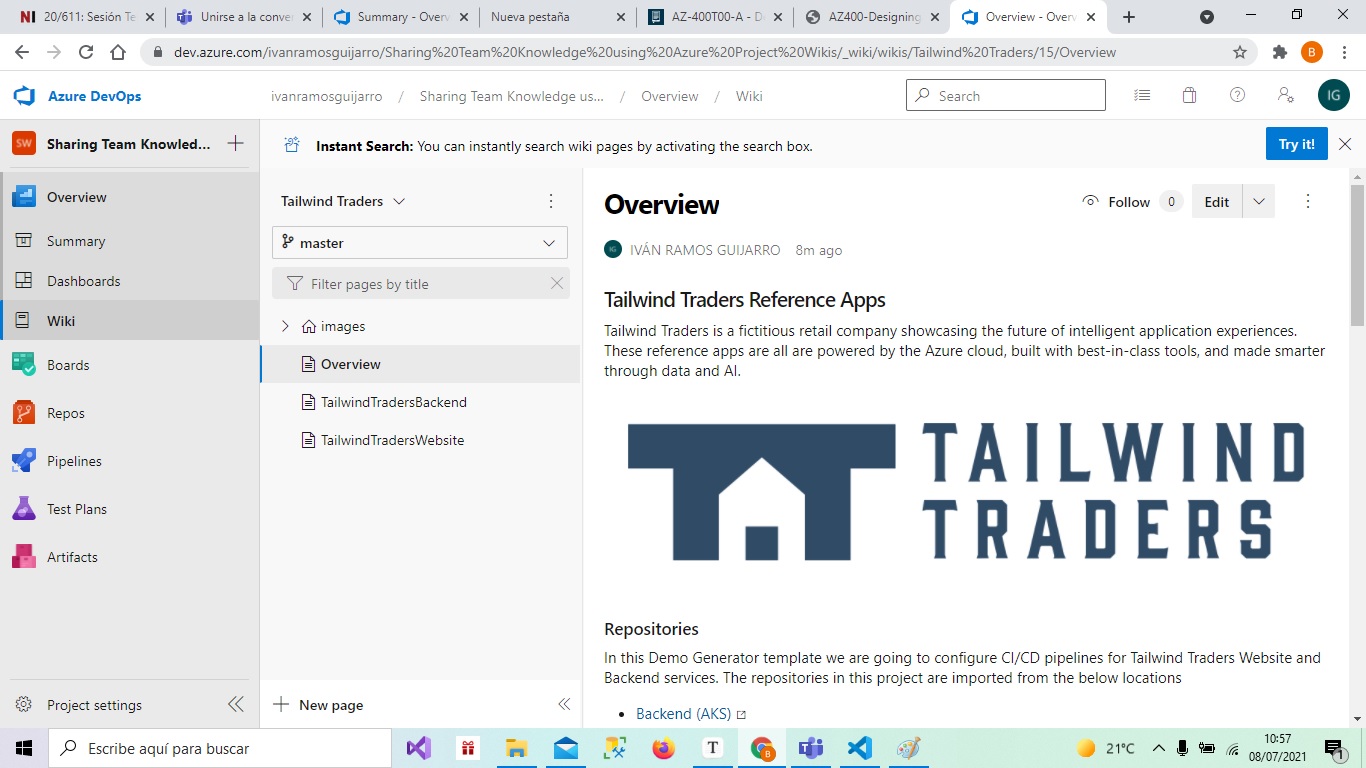 20/611: Sesión Te
Unirse a la conver
Summary - Overv
Nueva pestaña
AZ-400T00-A - D
AZ400-Designing
Overview - Overv
dev.azure.com/ivanramosguijarro/Sharing%20Team%20Knowledge%20using%20Azure%20Project%20Wikis/_wiki/wikis/Tailwind%20Traders/15/Overview
B
Azure DevOps
ivanramosguijarro / Sharing Team Knowledge us... / Overview / Wiki
Search
IG
SW Sharing Team Knowled...
Instant Search: You can instantly search wiki pages by activating the search box.
Try it!
Overview
Summary
Dashboards
Wiki
Boards
Repos
Pipelines
Test Plans
Artifacts
Project settings
Tailwind Traders
master
Filter pages by title
images
Overview
TailwindTradersBackend
TailwindTradersWebsite
New page
Overview
Follow 0
Edit
IVÁN RAMOS GUIJARRO 8m ago
Tailwind Traders Reference Apps
Tailwind Traders is a fictitious retail company showcasing the future of intelligent application experiences.
These reference apps are all are powered by the Azure cloud, built with best-in-class tools, and made smarter
through data and AI.
TAILWIND
TRADERS
Repositories
In this Demo Generator template we are going to configure CI/CD pipelines for Tailwind Traders Website and
Backend services. The repositories in this project are imported from the below locations
• Backend (AKS)
Escribe aquí para buscar
T
B
21°C
10:57
08/07/2021
1